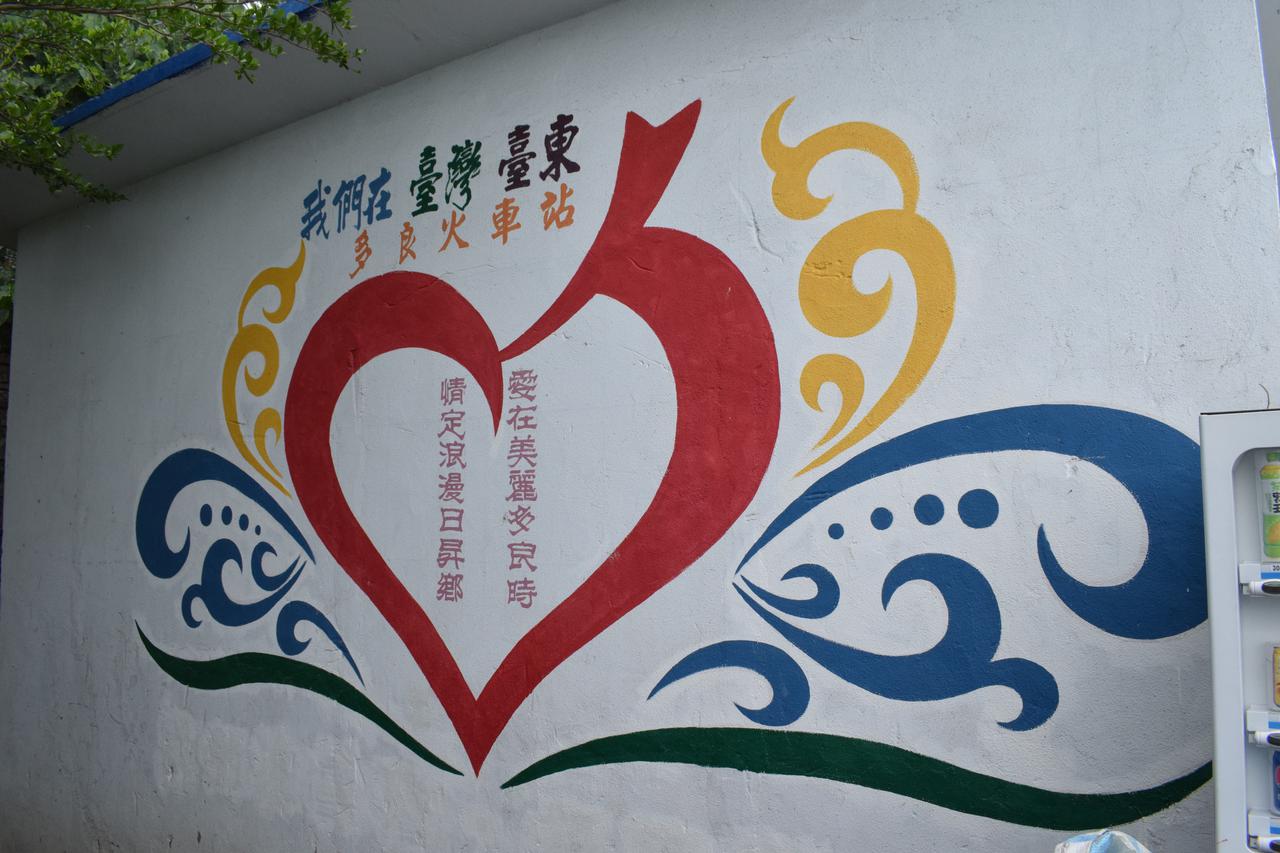 我們在 臺灣 臺東
多良火車站
愛在美麗多良時
情定浪漫日昇鄉